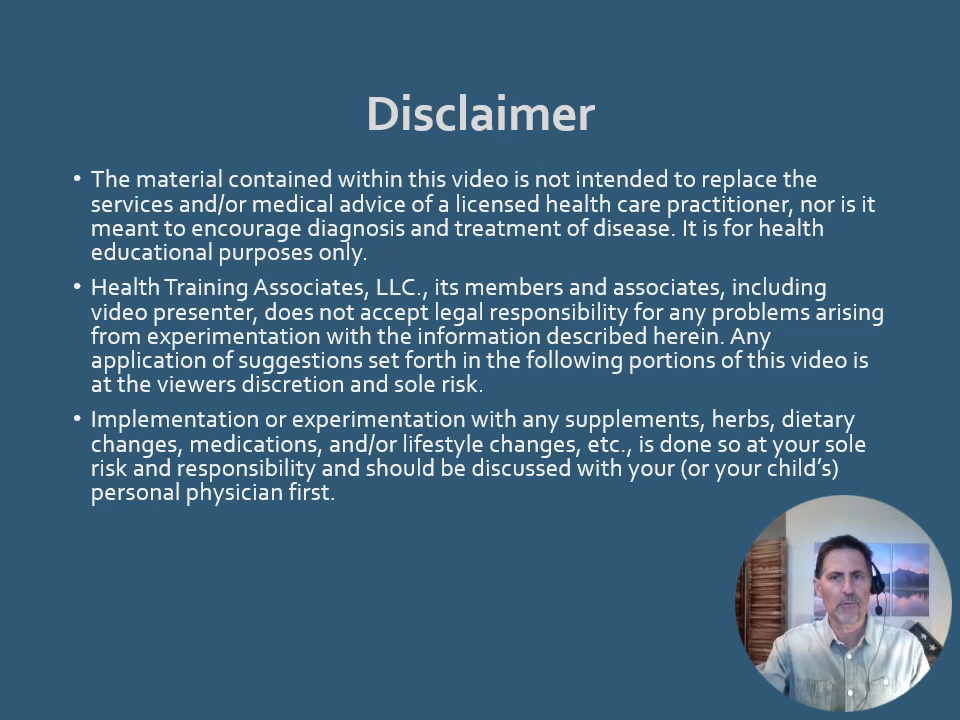 Disclaimer
• The material contained within this video is not intended to replace the
services and/or medical advice of a licensed health care practitioner, nor is it
meant to encourage diagnosis and treatment of disease. It is for health
educational purposes only.
• Health Training Associates, LLC., its members and associates, including
video presenter, does not accept legal responsibility for any problems arising
from experimentation with the information described herein. Any
application of suggestions set forth in the following portions of this video is
at the viewers discretion and sole risk.
• Implementation or experimentation with any supplements, herbs, dietary
changes, medications, and/or lifestyle changes, etc., is done so at your sole
risk and responsibility and should be discussed with your (or your child’s)
personal physician first.